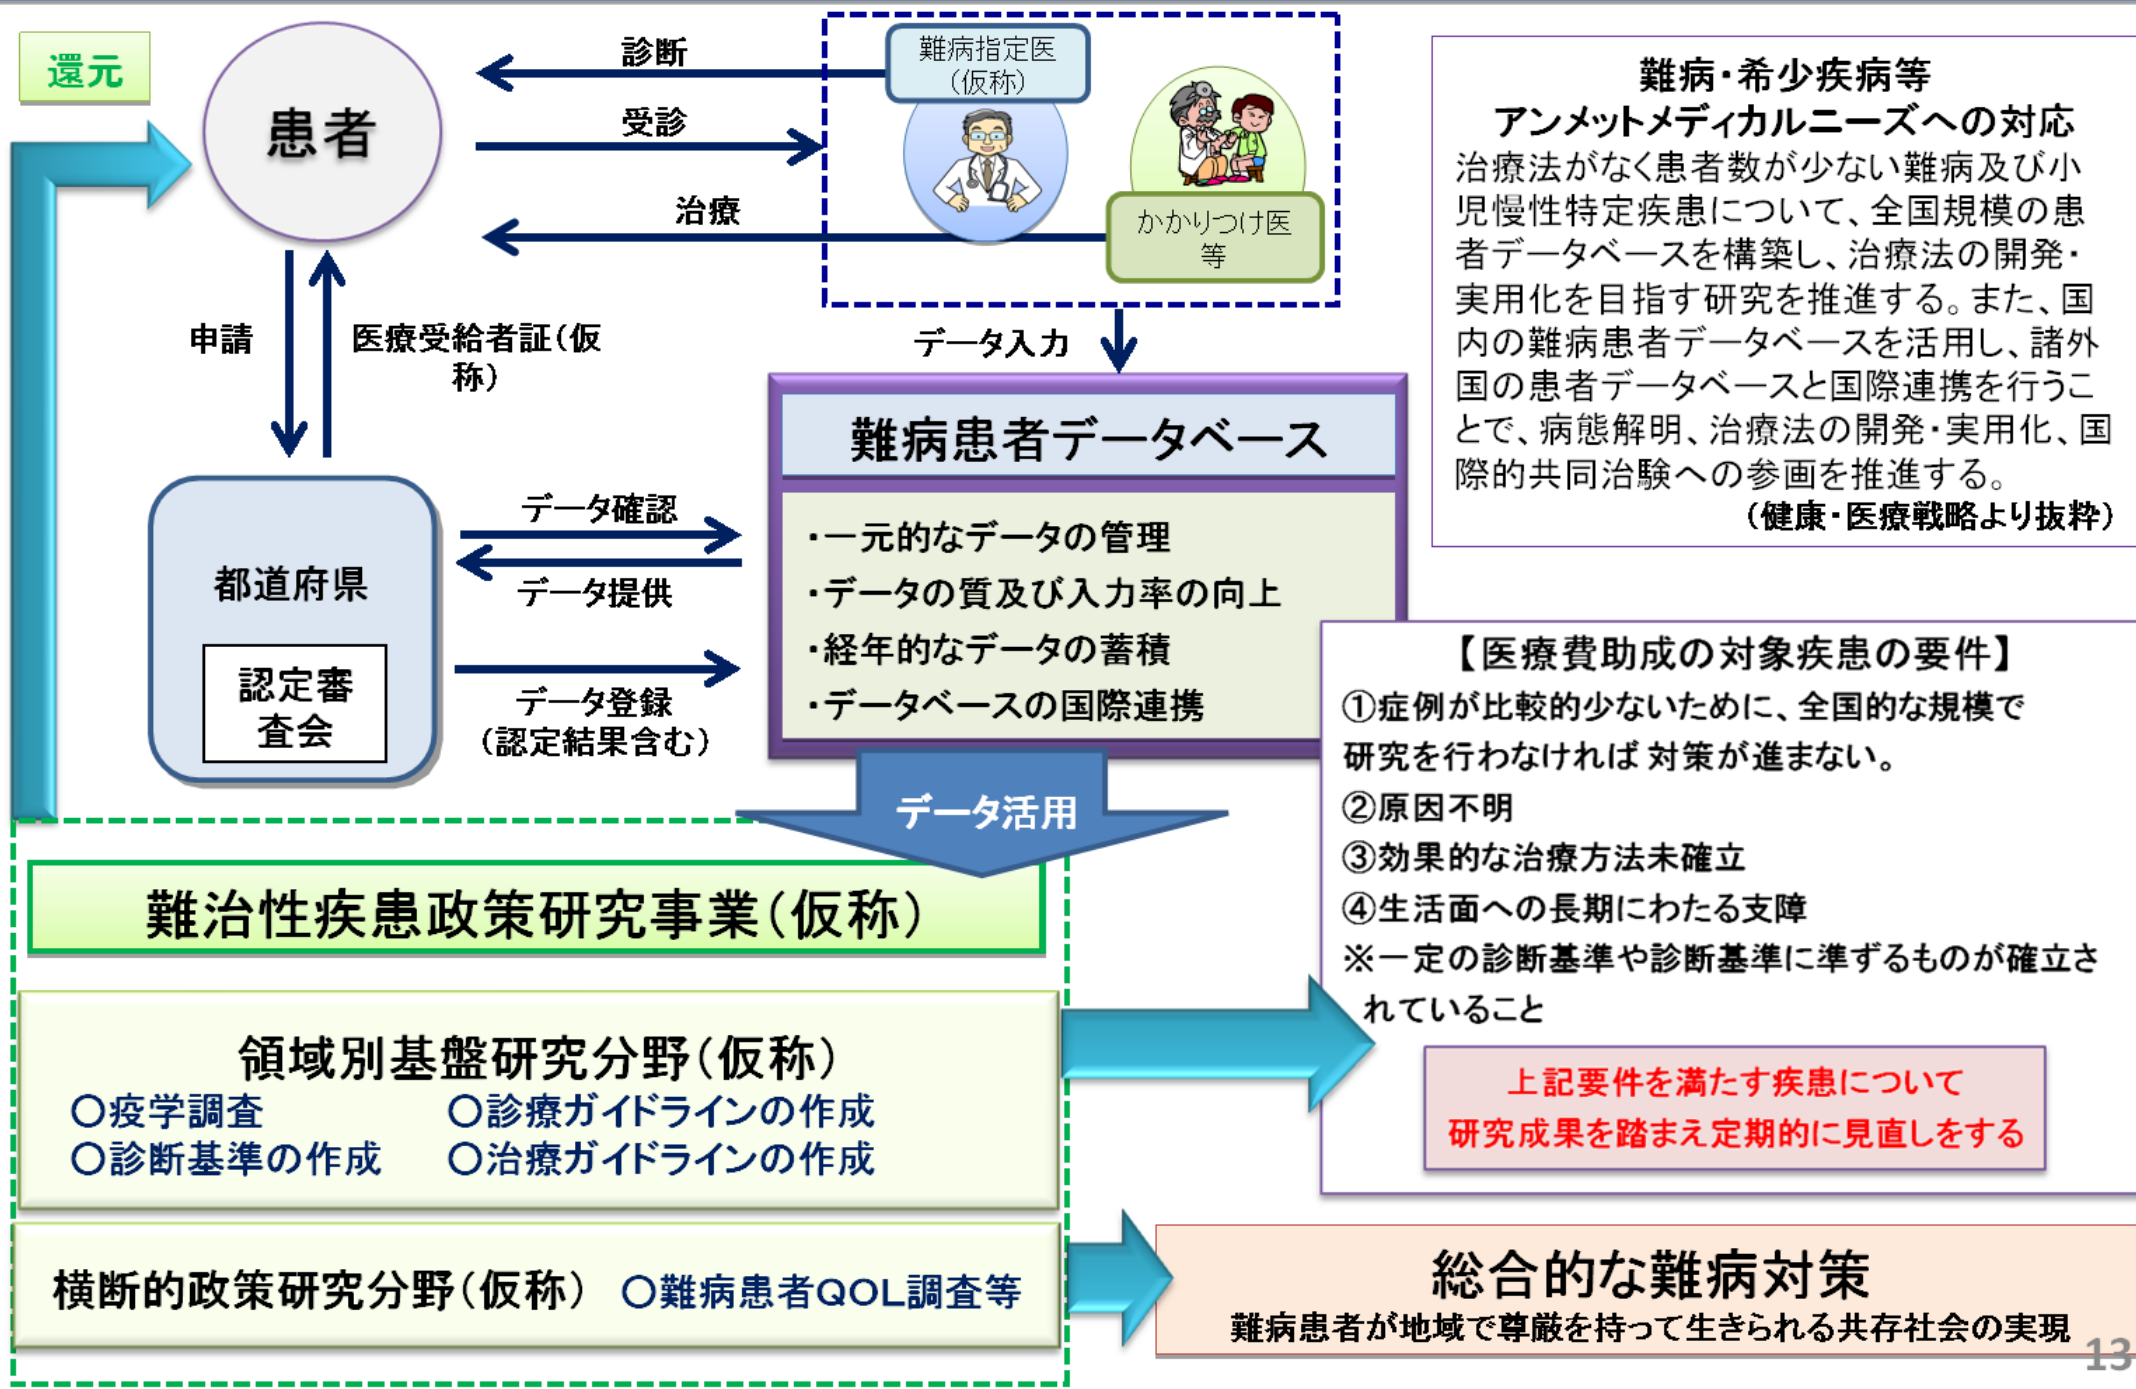 還元
患者
診断
受診
治療
難病指定医
(仮称)
かかりつけ医
等
申請
医療受給者証(仮
称)
データ入力
難病患者データベース
・一元的なデータの管理
・データの質及び入力率の向上
・経年的なデータの蓄積
・データベースの国際連携
都道府県
認定審
査会
データ確認
データ提供
データ登録
(認定結果含む)
データ活用
難病・希少疾病等
アンメットメディカルニーズへの対応
治療法がなく患者数が少ない難病及び小
児慢性特定疾患について、全国規模の患
者データベースを構築し、治療法の開発・
実用化を目指す研究を推進する。また、国
内の難病患者データベースを活用し、諸外
国の患者データベースと国際連携を行うこ
とで、病態解明、治療法の開発・実用化、国
際的共同治験への参画を推進する。
(健康・医療戦略より抜粋)
【医療費助成の対象疾患の要件】
①症例が比較的少ないために、全国的な規模で
研究を行わなければ 対策が進まない。
②原因不明
③効果的な治療方法未確立
④生活面への長期にわたる支障
※一定の診断基準や診断基準に準ずるものが確立さ
れていること
上記要件を満たす疾患について
研究成果を踏まえ定期的に見直しをする
難治性疾患政策研究事業(仮称)
領域別基盤研究分野(仮称)
○疫学調査 ○診療ガイドラインの作成
○診断基準の作成 ○治療ガイドラインの作成
横断的政策研究分野(仮称) ○難病患者QOL調査等
総合的な難病対策
難病患者が地域で尊厳を持って生きられる共存社会の実現
13